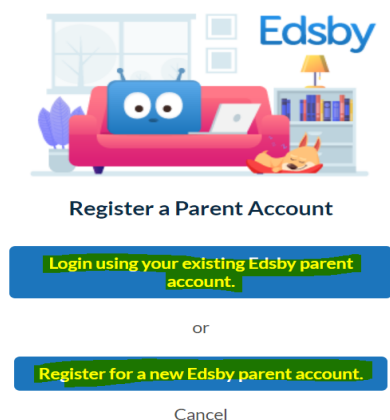 Edsby
Register a Parent Account
Login using your existing Edsby parent
account.
or
Register for a new Edsby parent account.
Cancel